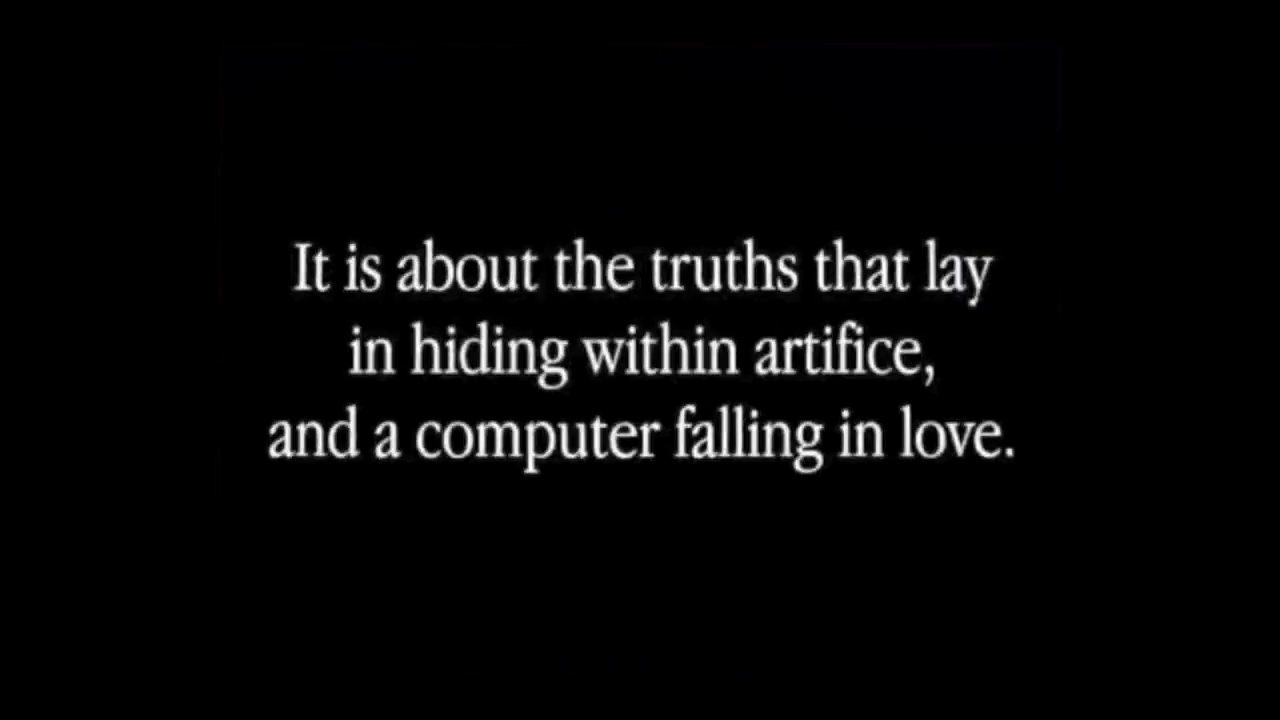 It is about the truths that lay
in hiding within artifice,
and a computer falling in love.